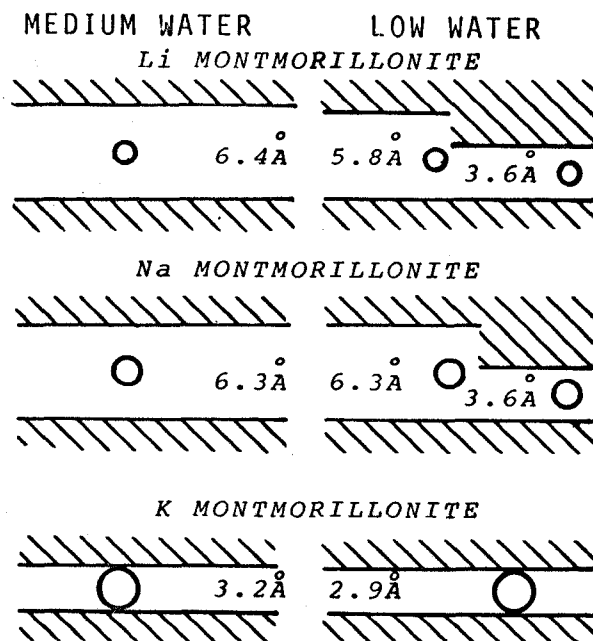 MEDIUM WATER LOW WATER
Li MONTMORILLONITE
6.4Å 5.8Å 3.6Å
Na MONTMORILLONITE
6.3Å 6.3Å 3.6Å
K MONTMORILLONITE
3.2Å 2.9Å